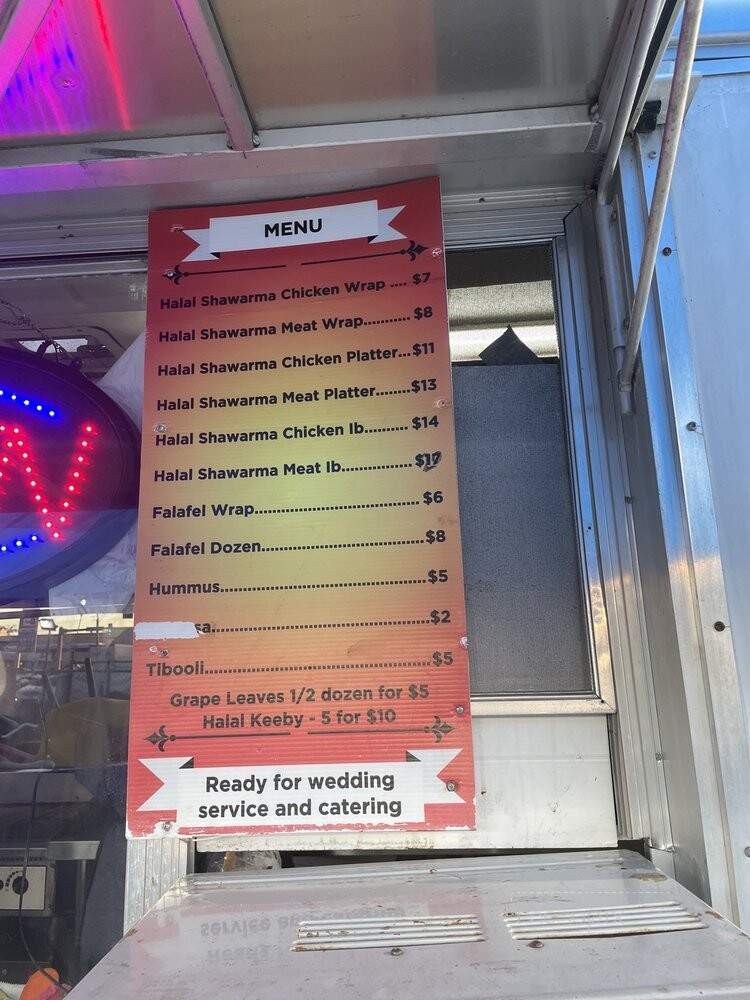 MENU
Halal Shawarma Chicken Wrap .... $7
Halal Shawarma Meat Wrap........... $8
Halal Shawarma Chicken Platter...$11
Halal Shawarma Meat Platter.......$13
Halal Shawarma Chicken lb.......... $14
Halal Shawarma Meat lb.................$17
Falafel Wrap....................................... $6
Falafel Dozen.......................................$8
Hummus.................................................$5
sa....................................................$2
Tibooli......................................................$5
Grape Leaves 1/2 dozen for $5
Halal Keeby - 5 for $10
Ready for wedding
service and catering
N